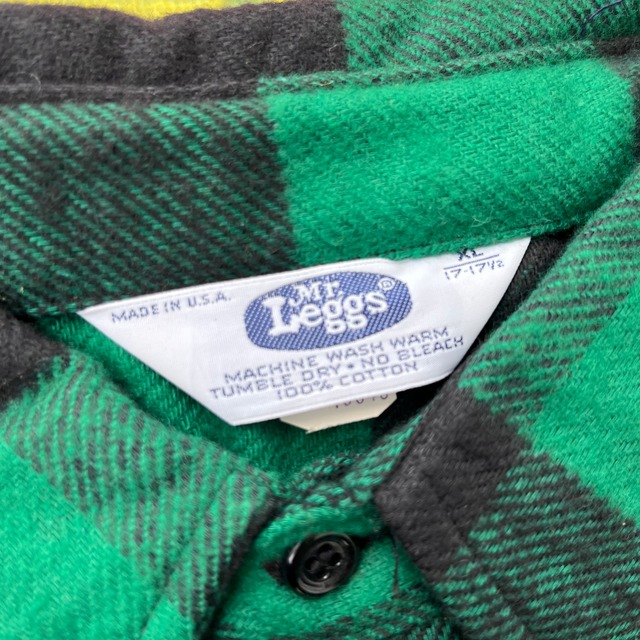 MADE IN U.S.A.
Mr.
Leggs®
XL
17-17½
MACHINE WASH WARM
TUMBLE DRY • NO BLEACH
100% COTTON